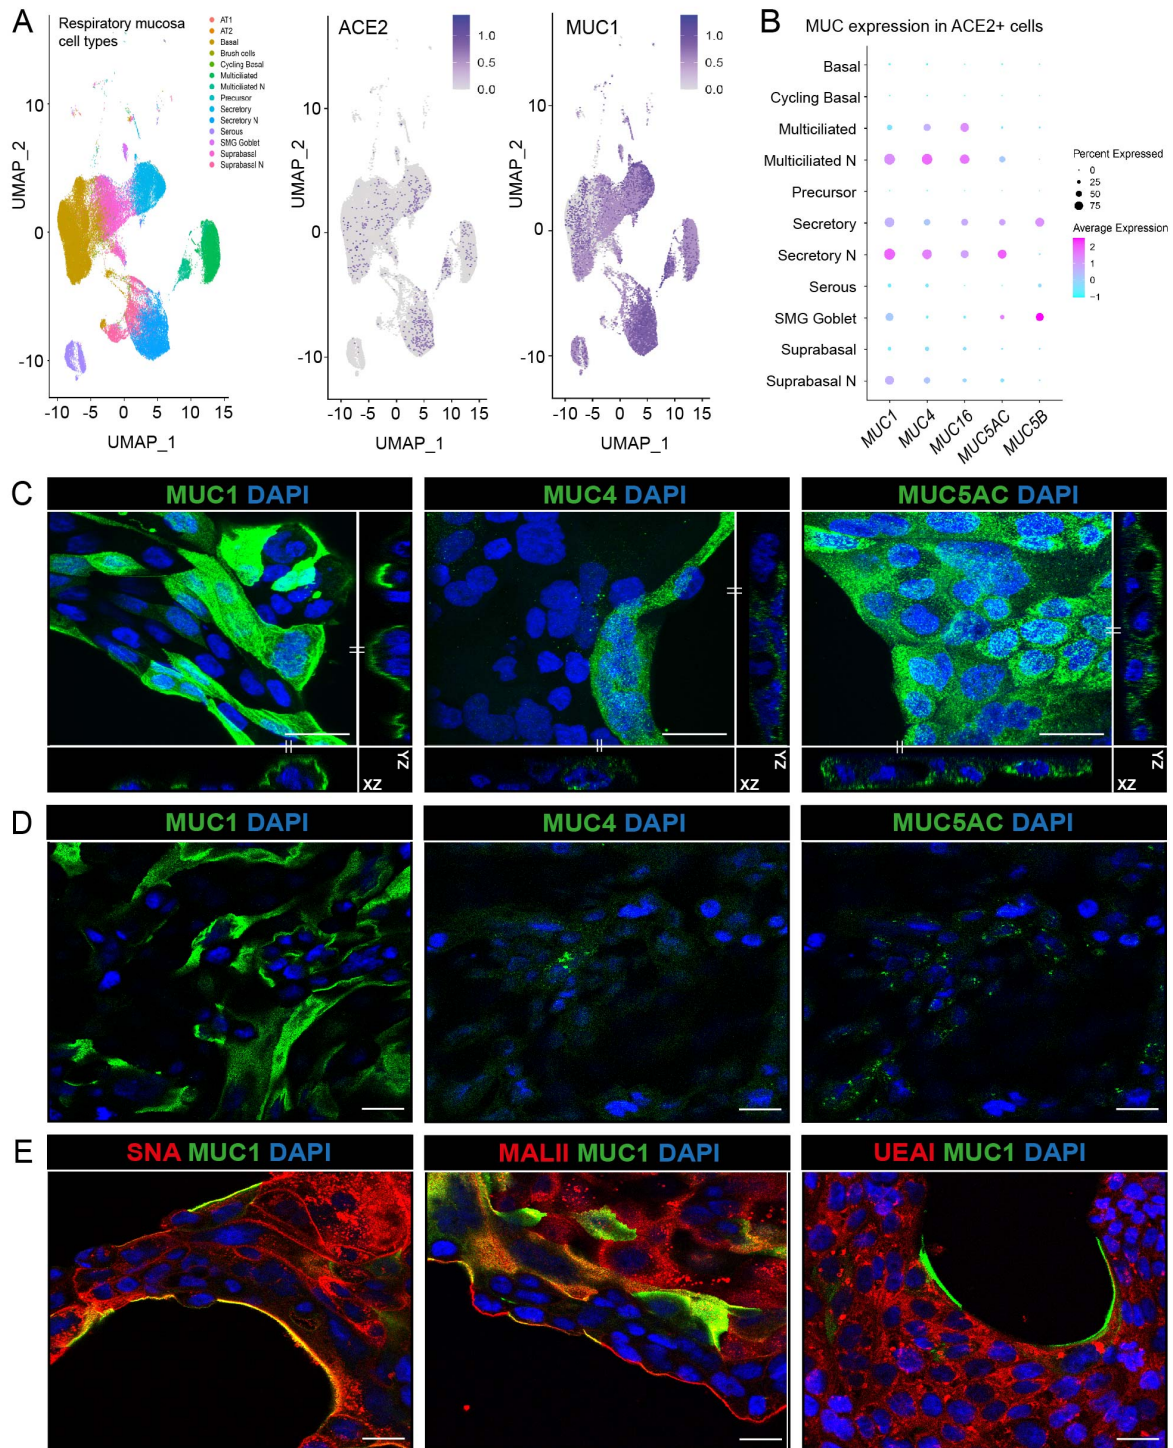 A
Respiratory mucosa
cell types
AT1
AT2
Basal
Brush cells
Cycling Basal
Multiciliated
Multiciliated N
Precursor
Secretory
Secretory N
Serous
SMG Goblet
Suprabasal
Suprabasal N
UMAP_2
10
0
-10
-10 -5 0 5 10 15
UMAP_1
ACE2
1.0
0.5
0.0
UMAP_2
10
0
-10
-10 -5 0 5 10 15
UMAP_1
MUC1
1.0
0.5
0.0
UMAP_2
10
0
-10
-10 -5 0 5 10 15
UMAP_1
B
MUC expression in ACE2+ cells
Basal
Cycling Basal
Multiciliated
Multiciliated N
Precursor
Secretory
Secretory N
Serous
SMG Goblet
Suprabasal
Suprabasal N
MUC1
MUC4
MUC16
MUC5AC
MUC5B
Percent Expressed
0
25
50
75
Average Expression
2
1
0
−1
C
MUC1 DAPI
YZ
XZ
MUC4 DAPI
YZ
XZ
MUC5AC DAPI
YZ
XZ
D
MUC1 DAPI
MUC4 DAPI
MUC5AC DAPI
E
SNA MUC1 DAPI
MALII MUC1 DAPI
UEAI MUC1 DAPI